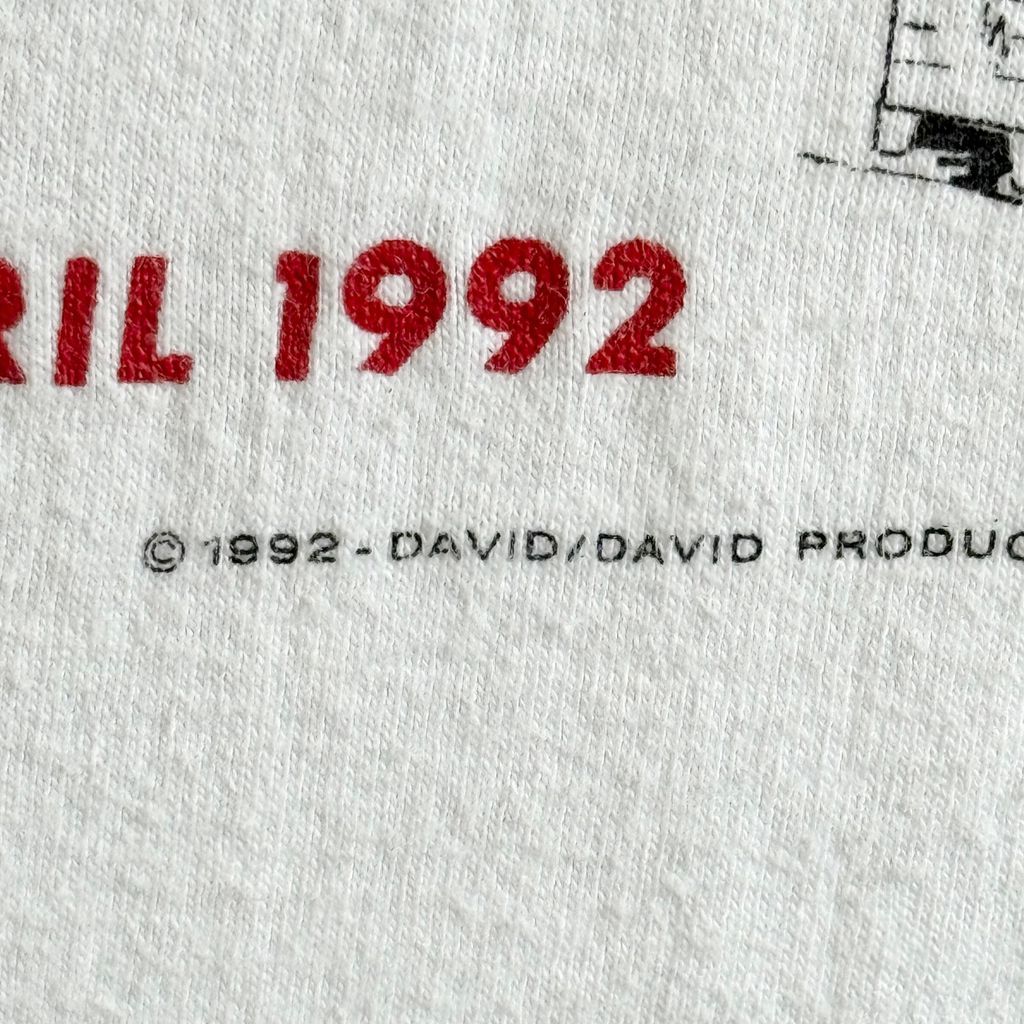 RIL 1992
© 1992 - DAVID/DAVID PRODUC